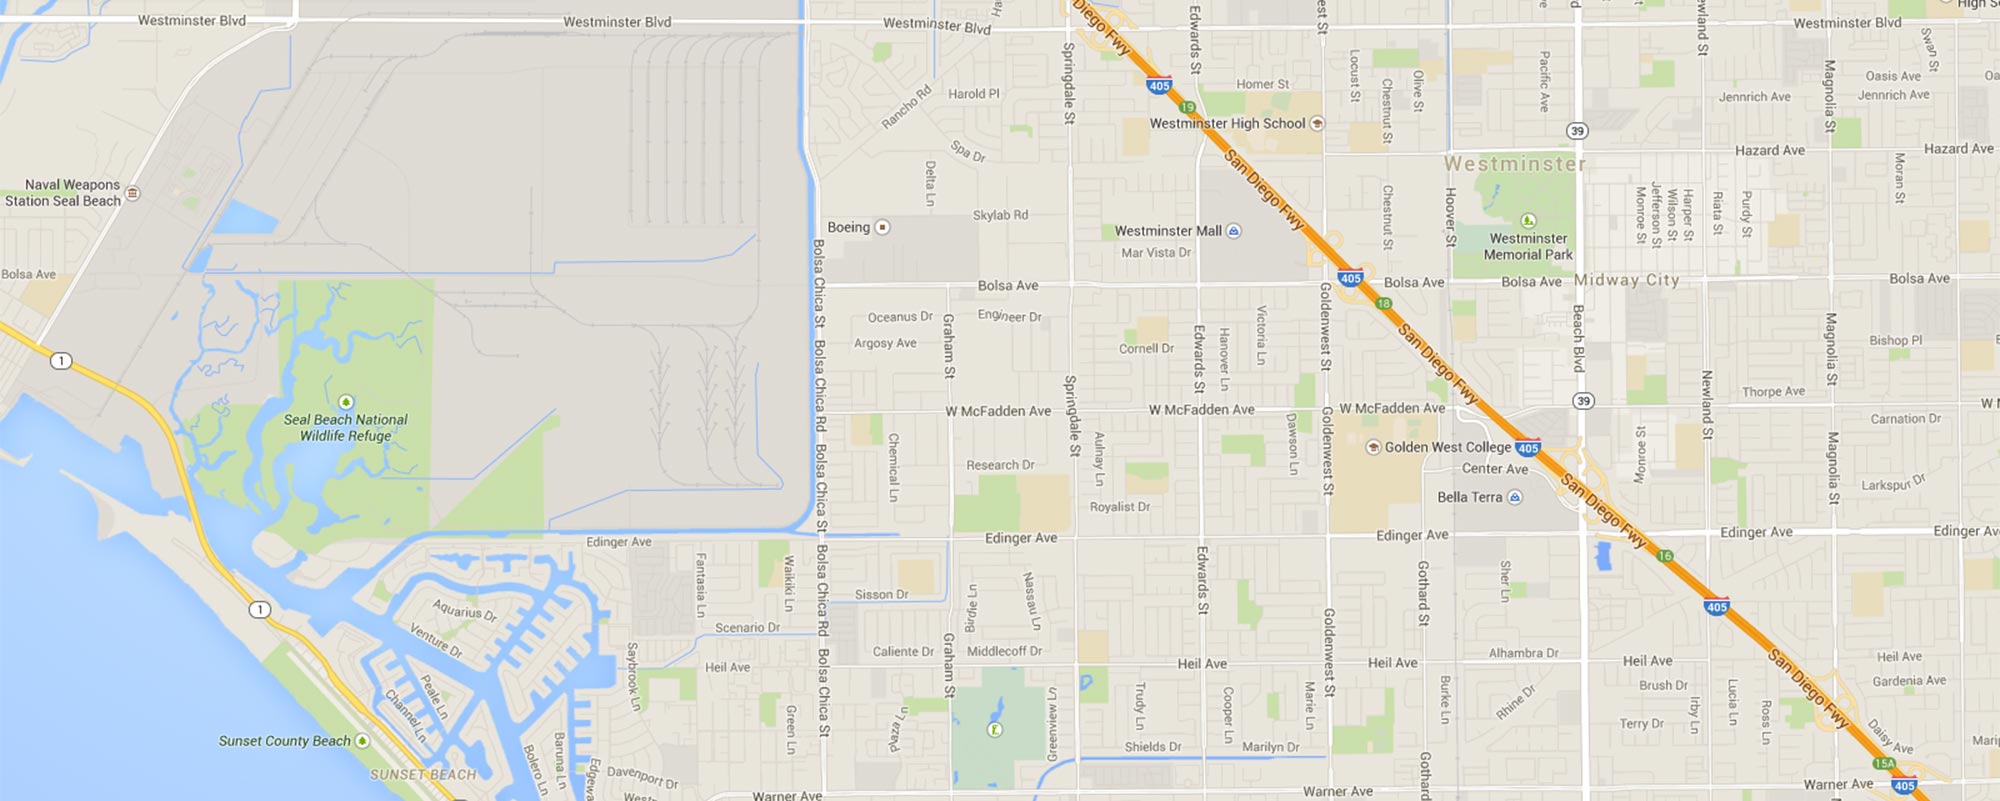 Westminster Blvd
Westminster Blvd
Westminster Blvd
Westminster Blvd
Diego Fwy
Edwards St
Springdale St
Locust St
Chestnut St
Olive St
Pacific Ave
Magnolia St
Swan St
Oasis Ave
Jennrich Ave
Jennrich Ave
405
19
Homer St
Harold Pl
Rancho Rd
Westminster High School
39
Spa Dr
San Diego Fwy
Hazard Ave
Hazard Ave
Westminster
Naval Weapons
Station Seal Beach
Delta Ln
Skylab Rd
Boeing
Westminster Mall
Mar Vista Dr
Chestnut St
Hoover St
Westminster
Memorial Park
Monroe St
Jefferson St
Wilson St
Harper St
Riata St
Purdy St
Moran St
Bolsa Ave
Bolsa Chica St
Bolsa Ave
405
Bolsa Ave
Bolsa Ave
Midway City
Bolsa Ave
18
Oceanus Dr
Engineer Dr
Argosy Ave
Graham St
Cornell Dr
Edwards St
Hanover Ln
Victoria Ln
Goldenwest St
San Diego Fwy
Beach Blvd
Magnolia St
Bishop Pl
1
Bolsa Chica Rd
Springdale St
Newland St
Thorpe Ave
39
Seal Beach National
Wildlife Refuge
W McFadden Ave
W McFadden Ave
W McFadden Ave
Carnation Dr
Chemical Ln
Research Dr
Aulnay Ln
Dawson Ln
Goldenwest St
Golden West College
405
Center Ave
Monroe St
Magnolia St
Larkspur Dr
Bolsa Chica St
Royalist Dr
Bella Terra
San Diego Fwy
Edinger Ave
Edinger Ave
Edinger Ave
Edinger Ave
Edinger Ave
16
Fantasia Ln
Waikiki Ln
Bolsa Chica Rd
Sisson Dr
Birdie Ln
Nassau Ln
Edwards St
Gothard St
Sher Ln
405
1
Aquarius Dr
Venture Dr
Scenario Dr
Goldenwest St
Saybrook Ln
Heil Ave
Bolsa Chica St
Caliente Dr
Graham St
Middlecoff Dr
Heil Ave
Heil Ave
Alhambra Dr
Heil Ave
San Diego Fwy
Heil Ave
Gardenia Ave
Peale Ln
Channel Ln
Green Ln
Plaza Ln
Greenview Ln
Trudy Ln
Cooper Ln
Marie Ln
Burke Ln
Rhine Dr
Brush Dr
Irby Ln
Lucia Ln
Ross Ln
Terry Dr
Daisy Ave
Sunset County Beach
SUNSET BEACH
Bolero Ln
Baruna Ln
Davenport Dr
Shields Dr
Marilyn Dr
Gothard
15A
Warner Ave
Warner Ave
Warner Ave
405